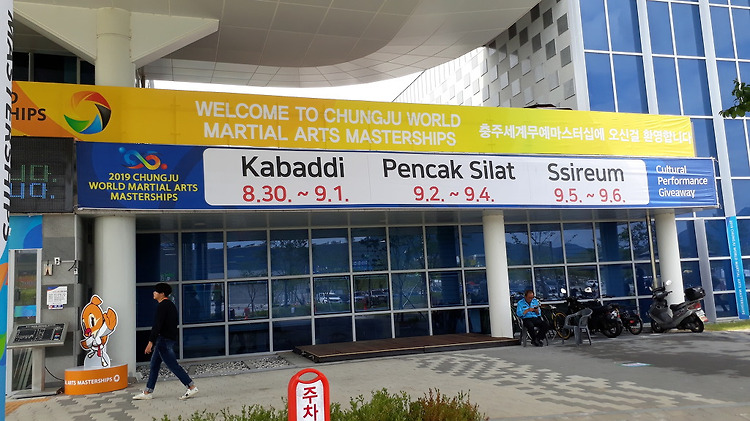 MASTERSHIPS
WELCOME TO CHUNGJU WORLD
MARTIAL ARTS MASTERSHIPS
충주세계무예마스터십에 오신걸 환영합니다.
2019 CHUNGJU
WORLD MARTIAL ARTS
MASTERSHIPS
Kabaddi
8.30. ~ 9.1.
Pencak Silat
9.2. ~ 9.4.
Ssireum
9.5. ~ 9.6.
Cultural
Performance
Giveaway
MASTERSHIPS
주차